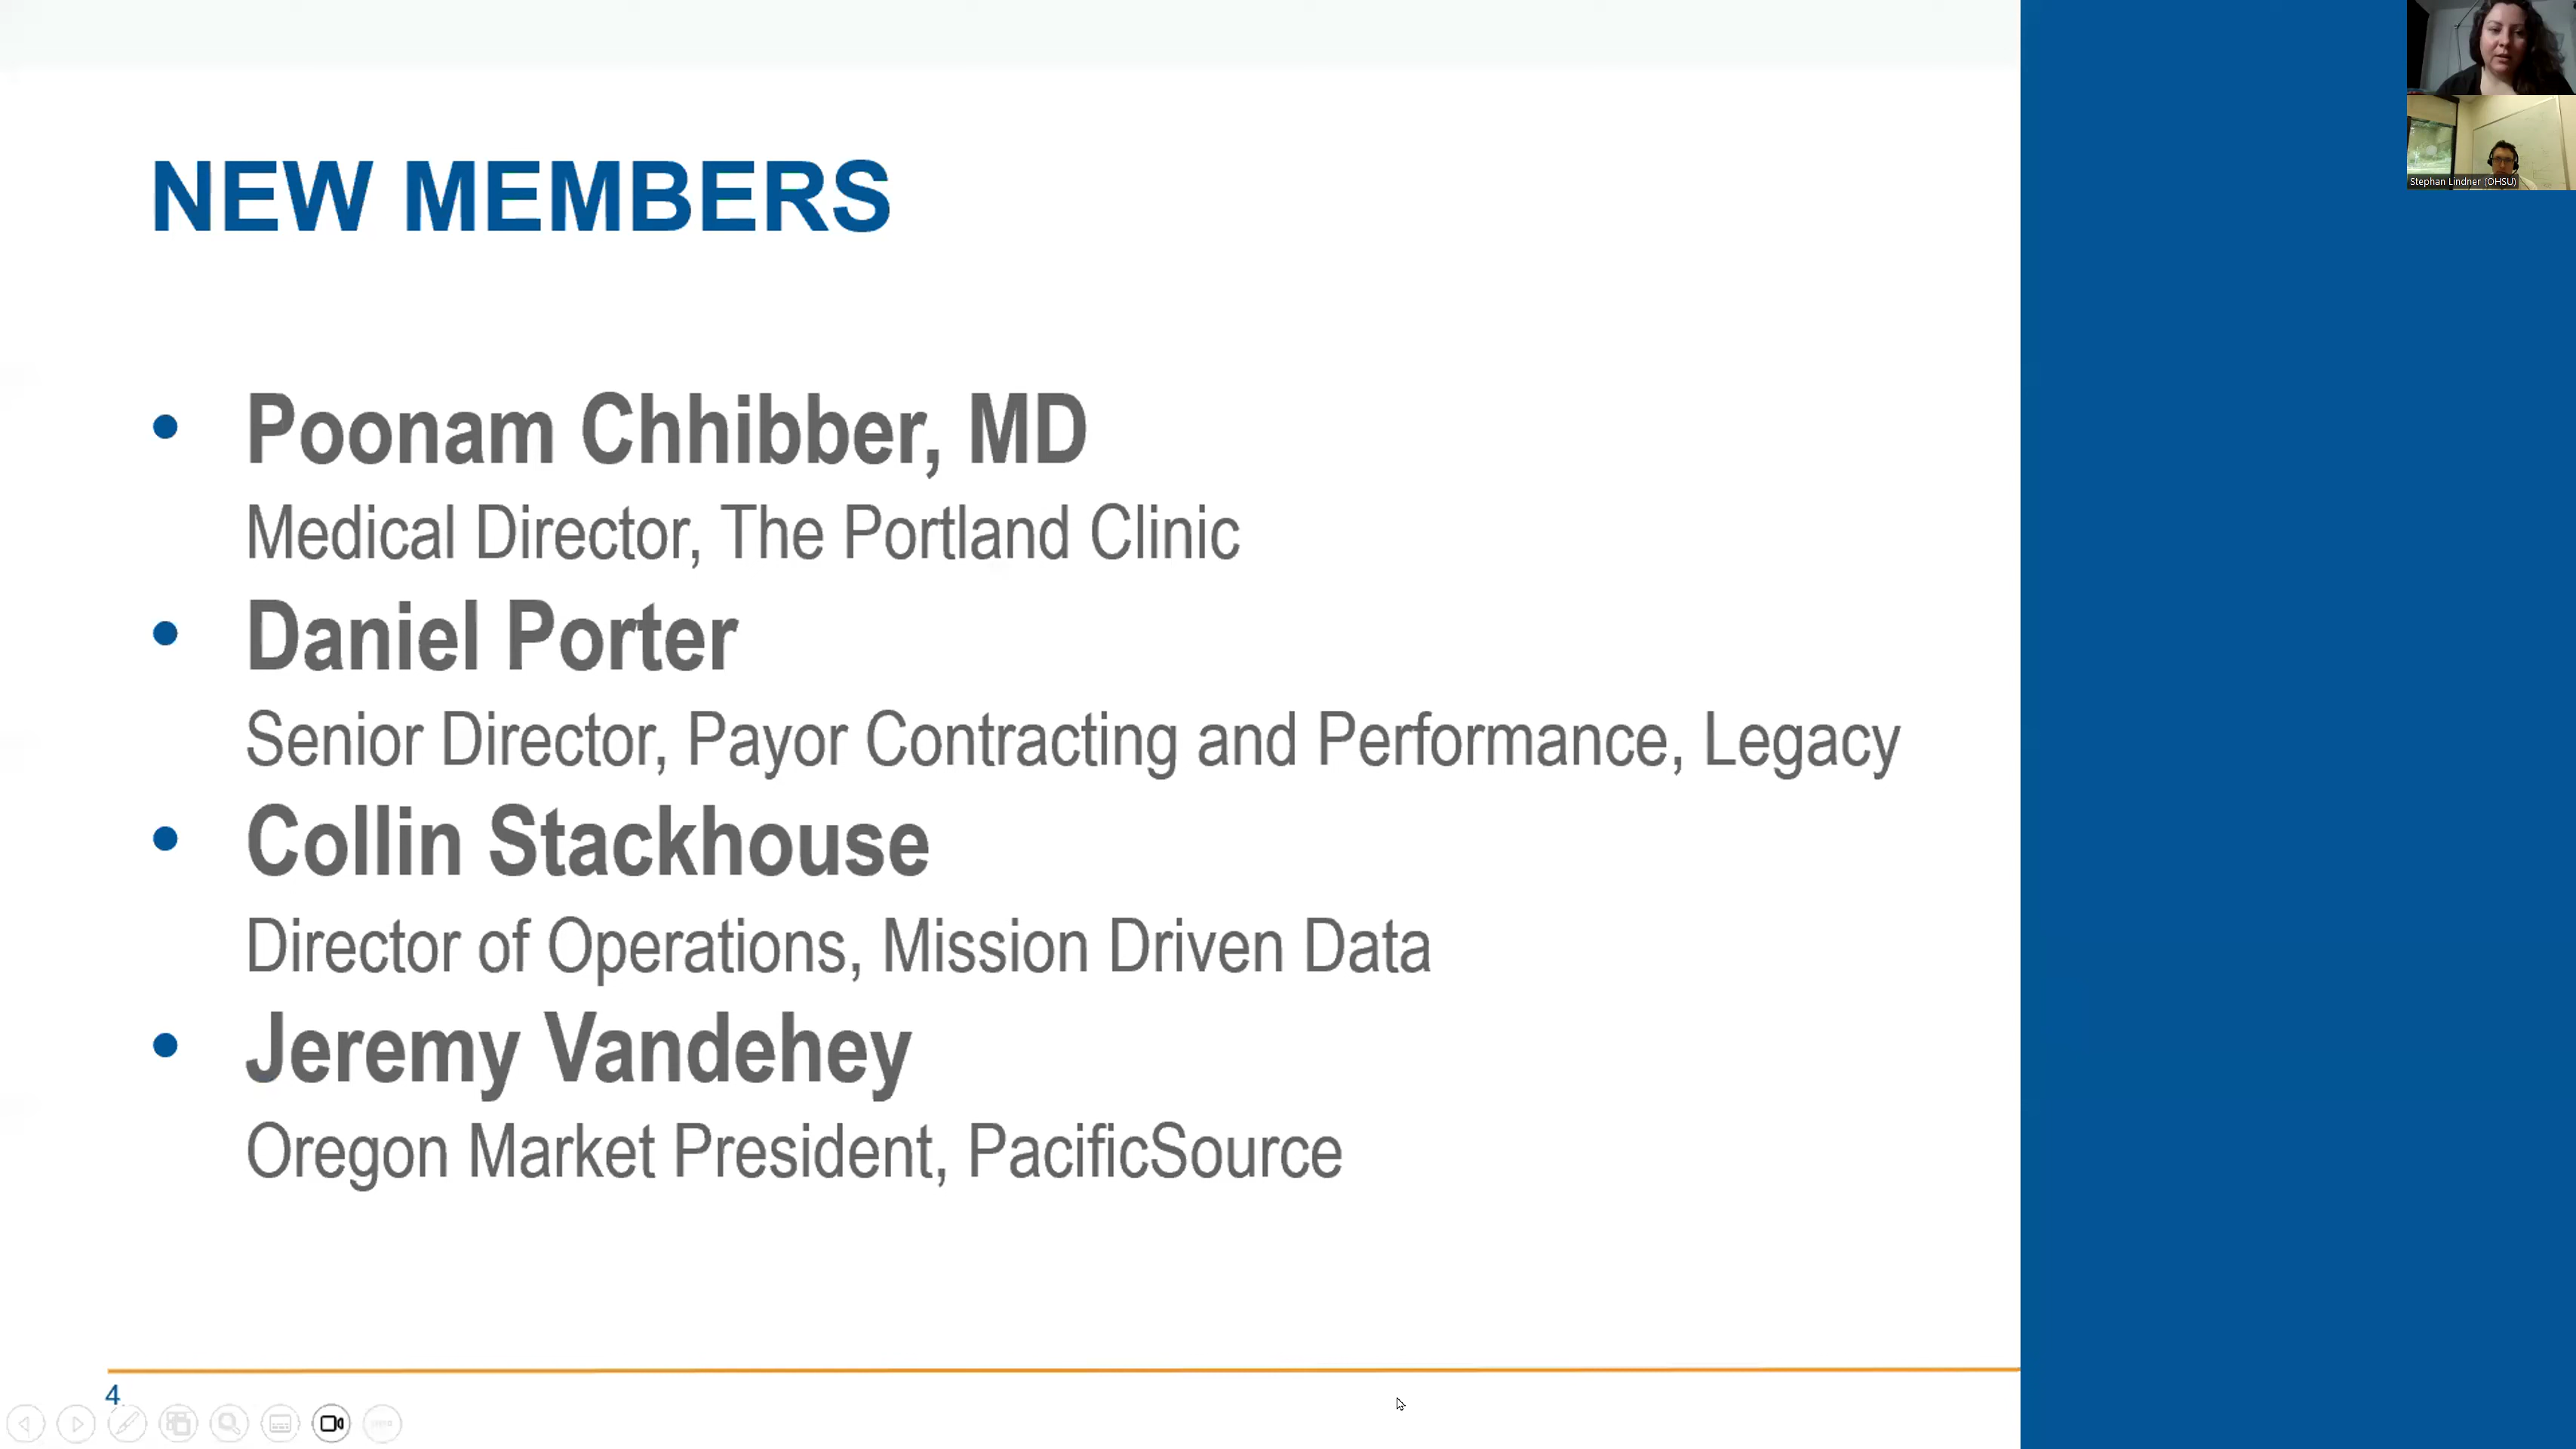 NEW MEMBERS
• Poonam Chhibber, MD
Medical Director, The Portland Clinic
• Daniel Porter
Senior Director, Payor Contracting and Performance, Legacy
• Collin Stackhouse
Director of Operations, Mission Driven Data
• Jeremy Vandehey
Oregon Market President, PacificSource
4
Stephan Lindner (OHSU)